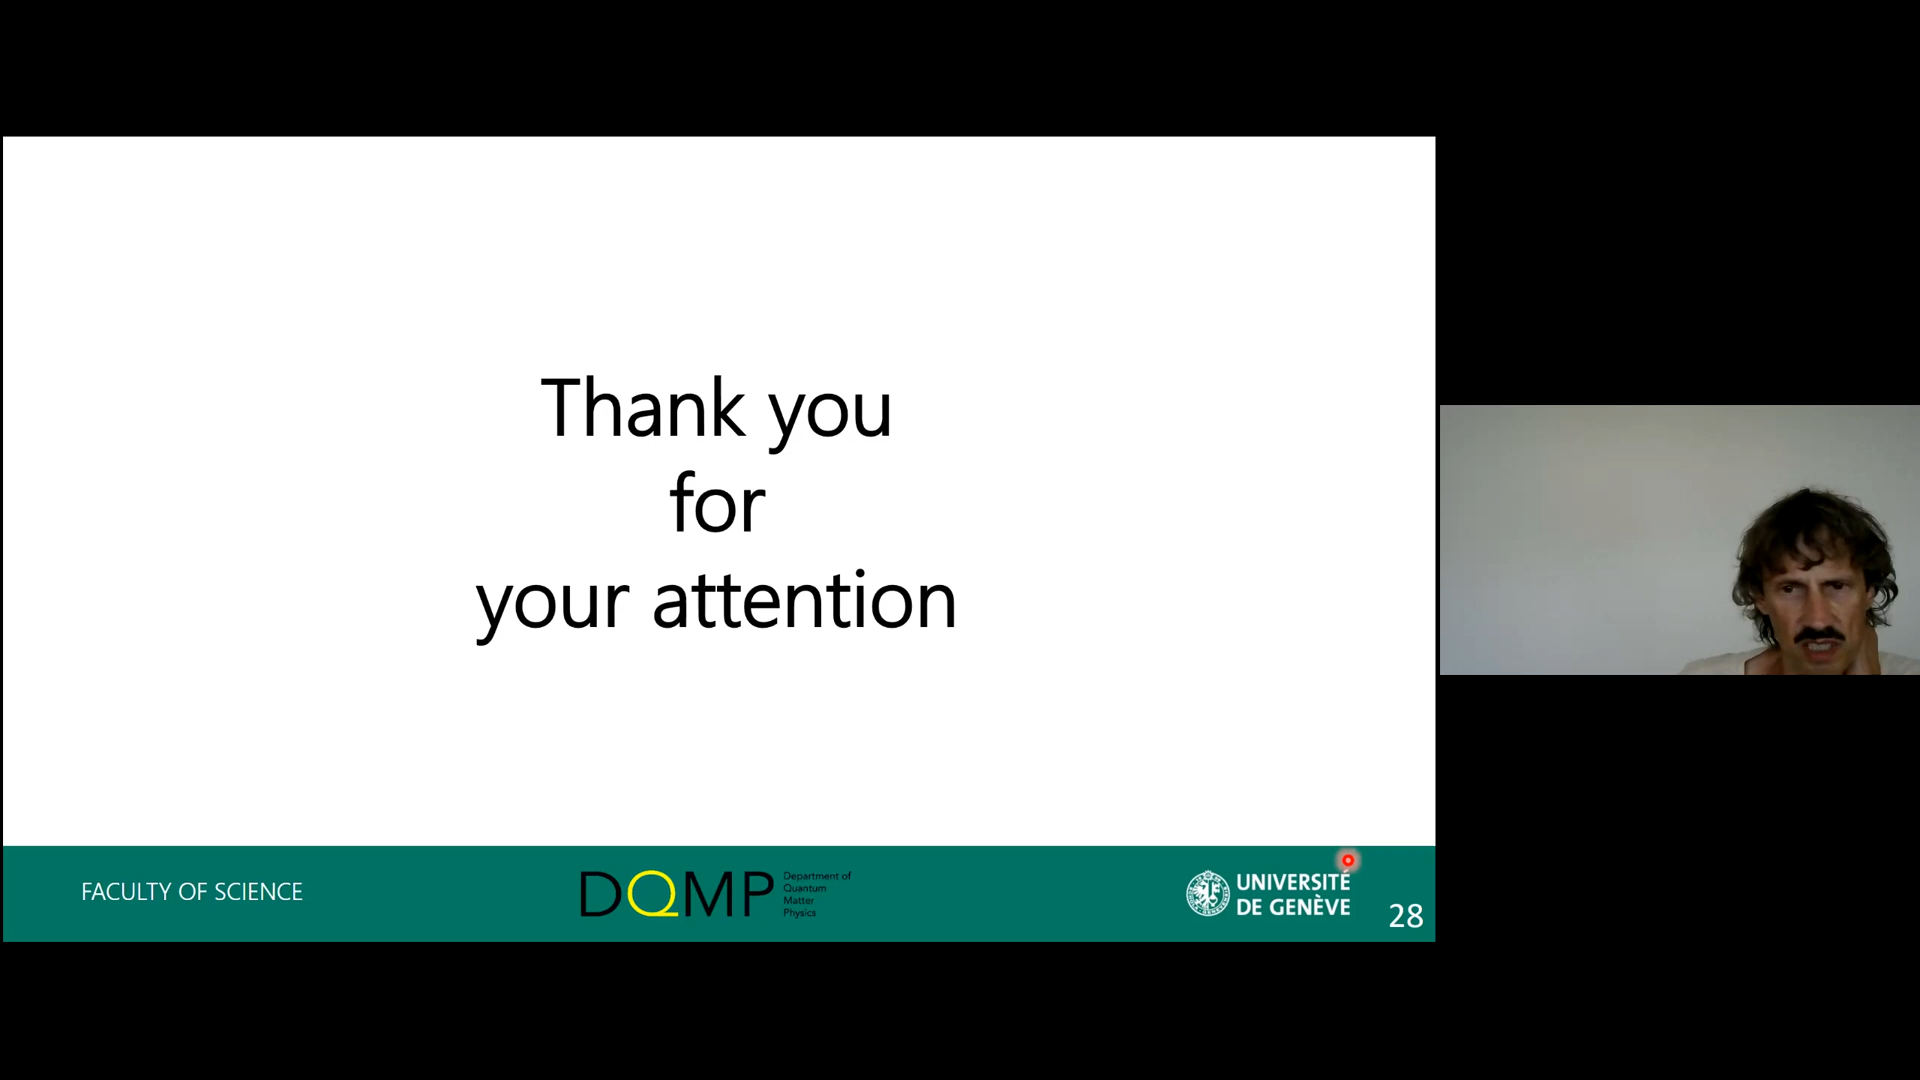 Thank you
for
your attention
FACULTY OF SCIENCE
DQMP
Department of
Quantum
Matter
Physics
UNIVERSITÉ
DE GENÈVE
28